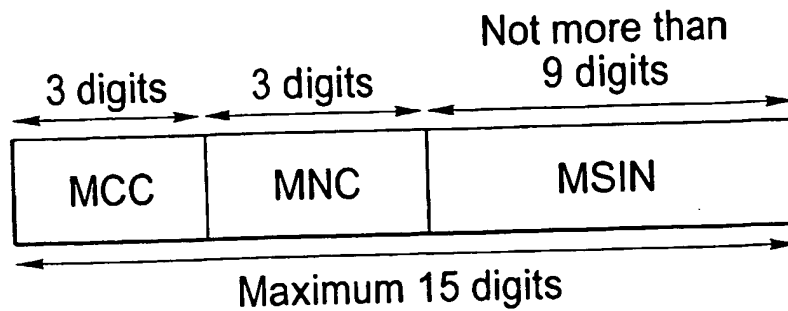 Not more than
3 digits 3 digits 9 digits
MCC MNC MSIN
Maximum 15 digits